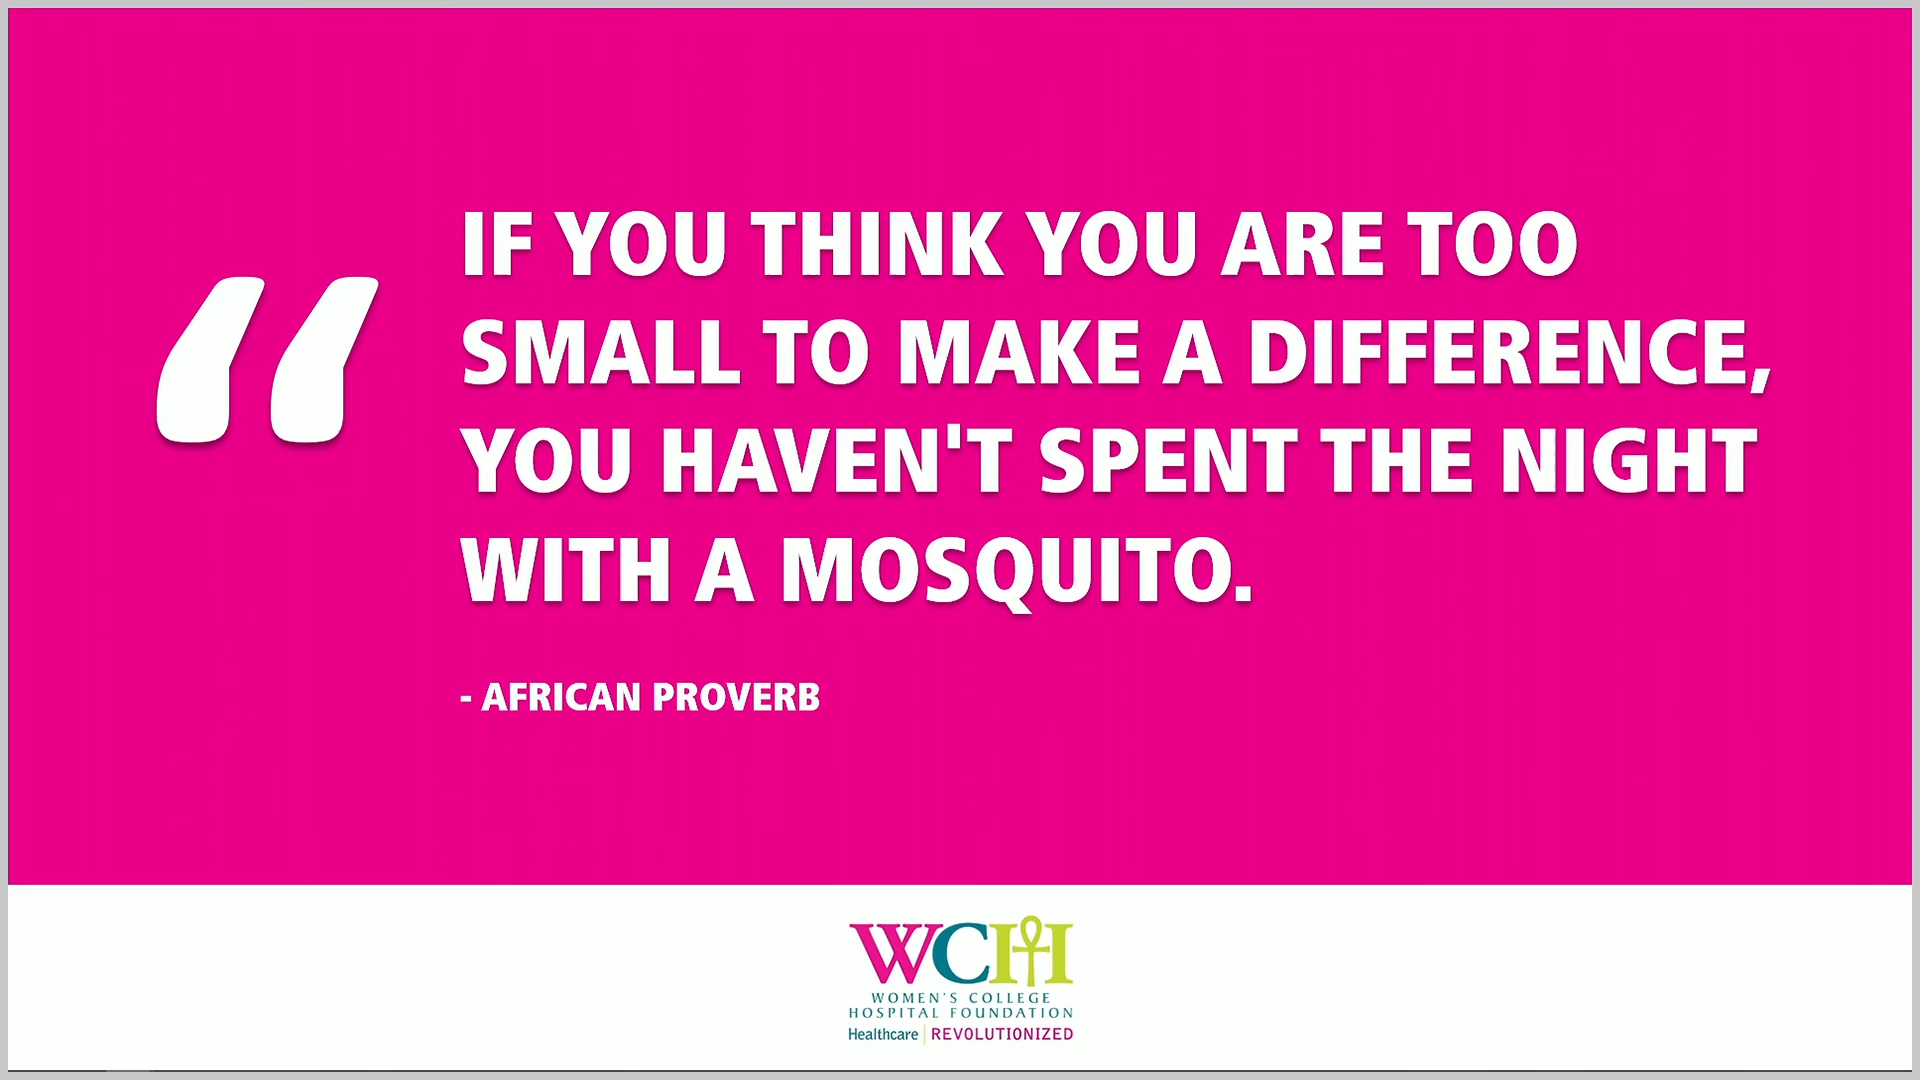 “
IF YOU THINK YOU ARE TOO
SMALL TO MAKE A DIFFERENCE,
YOU HAVEN'T SPENT THE NIGHT
WITH A MOSQUITO.
- AFRICAN PROVERB
WCH
WOMEN'S COLLEGE
HOSPITAL FOUNDATION
Healthcare | REVOLUTIONIZED